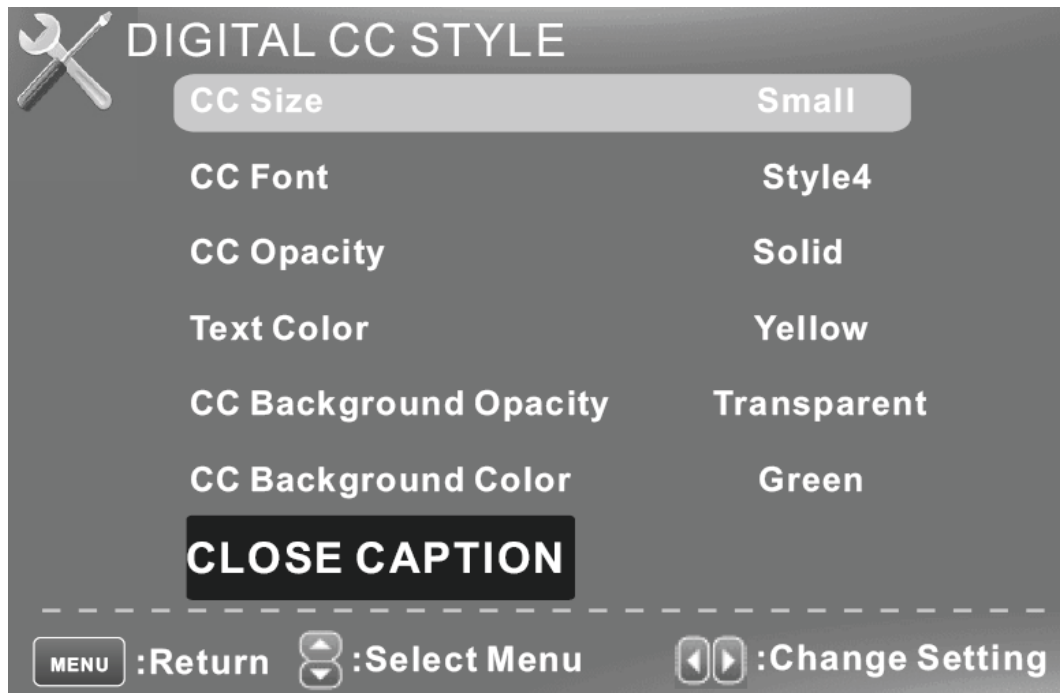 DIGITAL CC STYLE
CC Size Small
CC Font Style4
CC Opacity Solid
Text Color Yellow
CC Background Opacity Transparent
CC Background Color Green
CLOSE CAPTION
MENU :Return :Select Menu :Change Setting